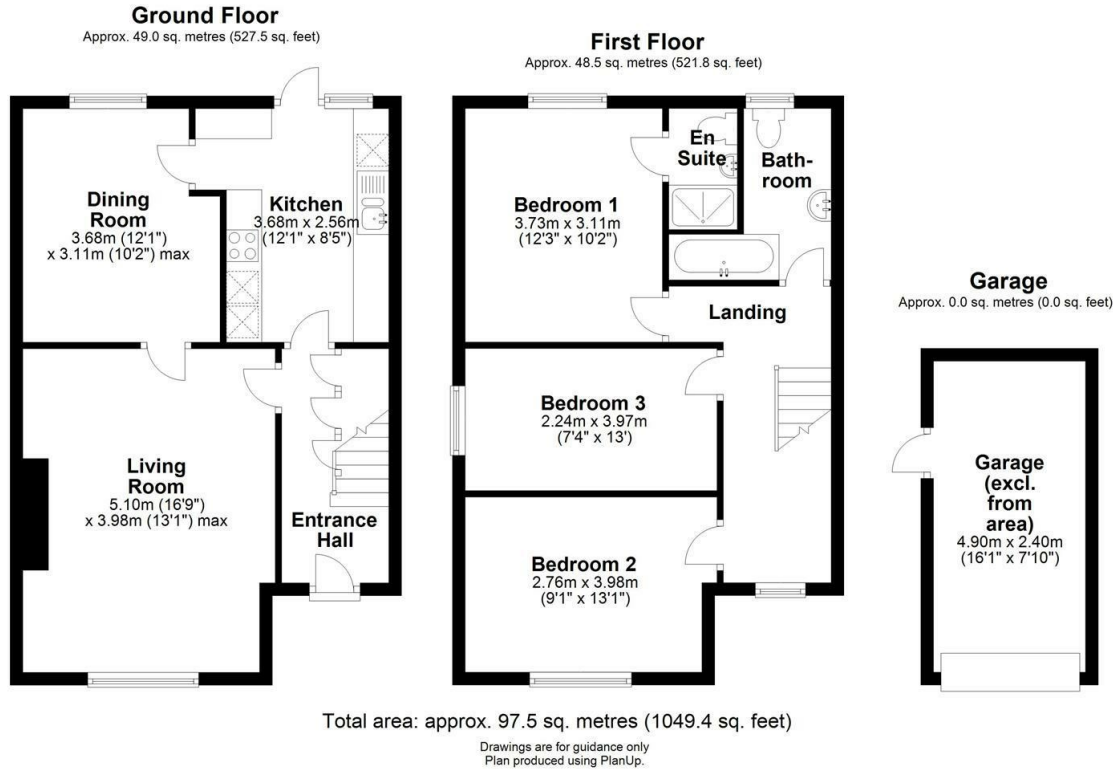 Ground Floor
Approx. 49.0 sq. metres (527.5 sq. feet)
Dining
Room
3.68m (12'1")
x 3.11m (10'2") max
Kitchen
3.68m x 2.56m
(12'1" x 8'5")
Living
Room
5.10m (16'9")
x 3.98m (13'1") max
Entrance
Hall
First Floor
Approx. 48.5 sq. metres (521.8 sq. feet)
En
Suite
Bath-
room
Bedroom 1
3.73m x 3.11m
(12'3" x 10'2")
Landing
Bedroom 3
2.24m x 3.97m
(7'4" x 13')
Bedroom 2
2.76m x 3.98m
(9'1" x 13'1")
Garage
Approx. 0.0 sq. metres (0.0 sq. feet)
Garage
(excl.
from
area)
4.90m x 2.40m
(16'1" x 7'10")
Total area: approx. 97.5 sq. metres (1049.4 sq. feet)
Drawings are for guidance only
Plan produced using PlanUp.